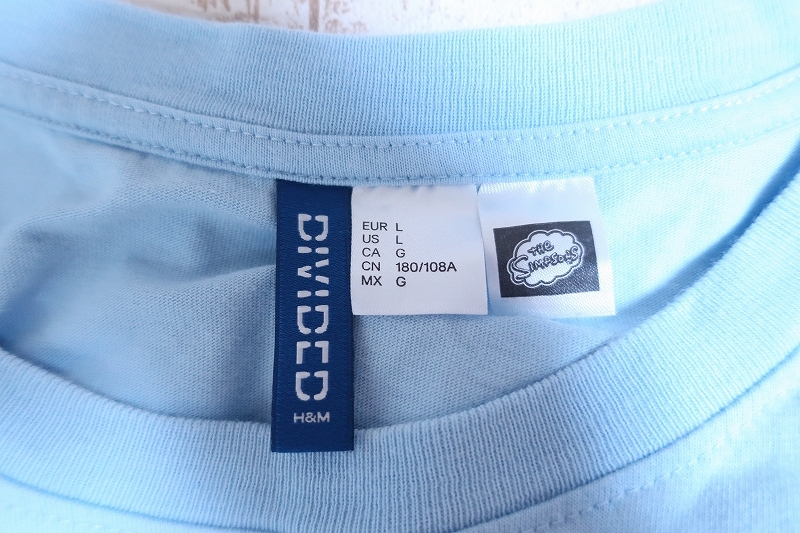 DIVIDED
H&M
EUR L
US L
CA G
CN 180/108A
MX G
THE
SIMPSONS